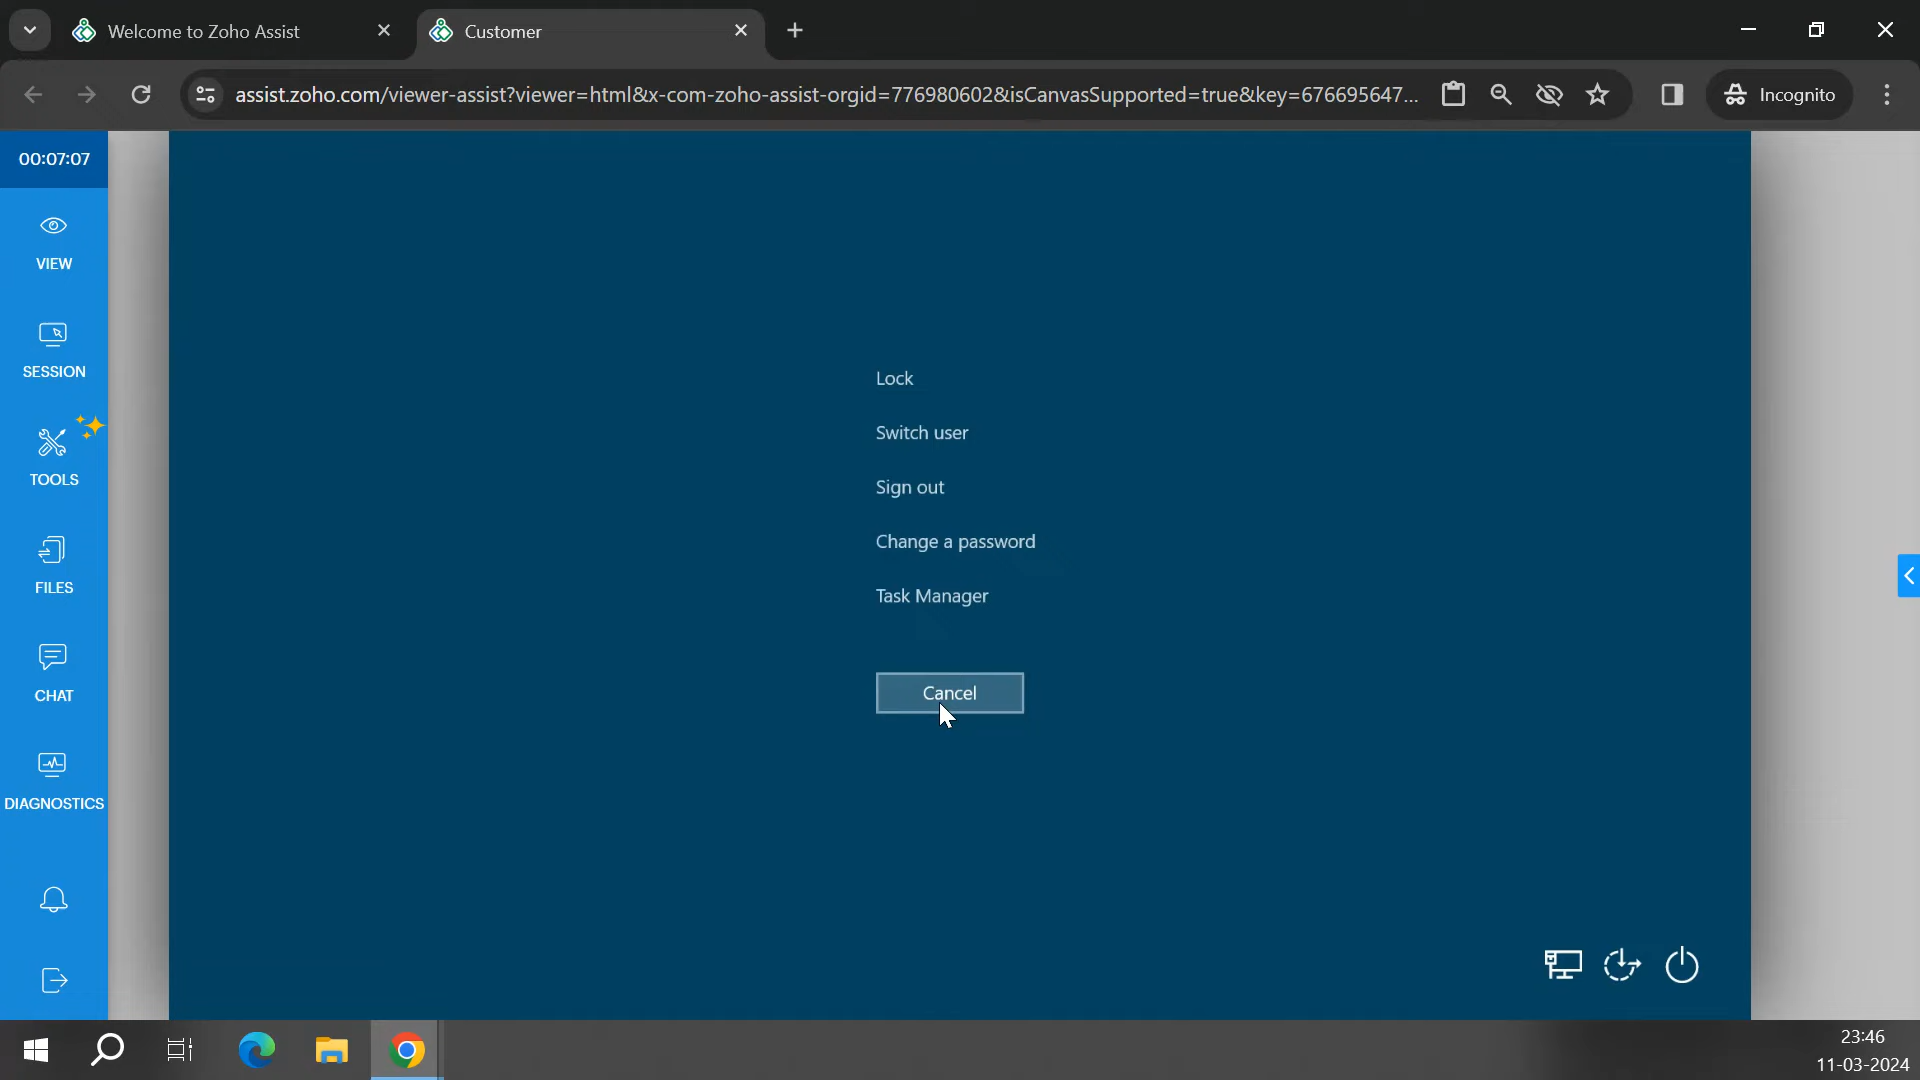 Welcome to Zoho Assist
Customer
assist.zoho.com/viewer-assist?viewer=html&x-com-zoho-assist-orgid=776980602&isCanvasSupported=true&key=676695647...
Incognito
00:07:07
VIEW
SESSION
TOOLS
FILES
CHAT
DIAGNOSTICS
Lock
Switch user
Sign out
Change a password
Task Manager
Cancel
23:46
11-03-2024